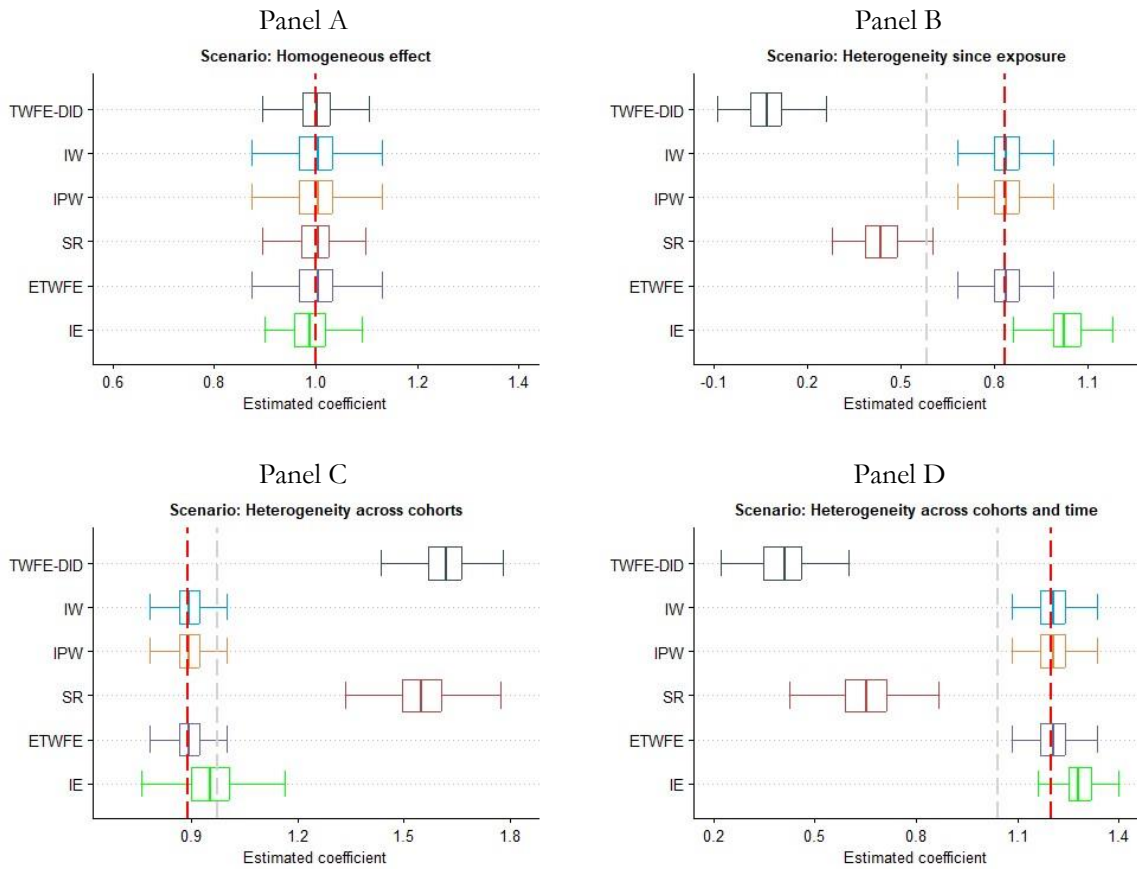 Panel A
Scenario: Homogeneous effect
TWFE-DID
IW
IPW
SR
ETWFE
IE
0.6 0.8 1.0 1.2 1.4
Estimated coefficient
Panel B
Scenario: Heterogeneity since exposure
TWFE-DID
IW
IPW
SR
ETWFE
IE
-0.1 0.2 0.5 0.8 1.1
Estimated coefficient
Panel C
Scenario: Heterogeneity across cohorts
TWFE-DID
IW
IPW
SR
ETWFE
IE
0.9 1.2 1.5 1.8
Estimated coefficient
Panel D
Scenario: Heterogeneity across cohorts and time
TWFE-DID
IW
IPW
SR
ETWFE
IE
0.2 0.5 0.8 1.1 1.4
Estimated coefficient